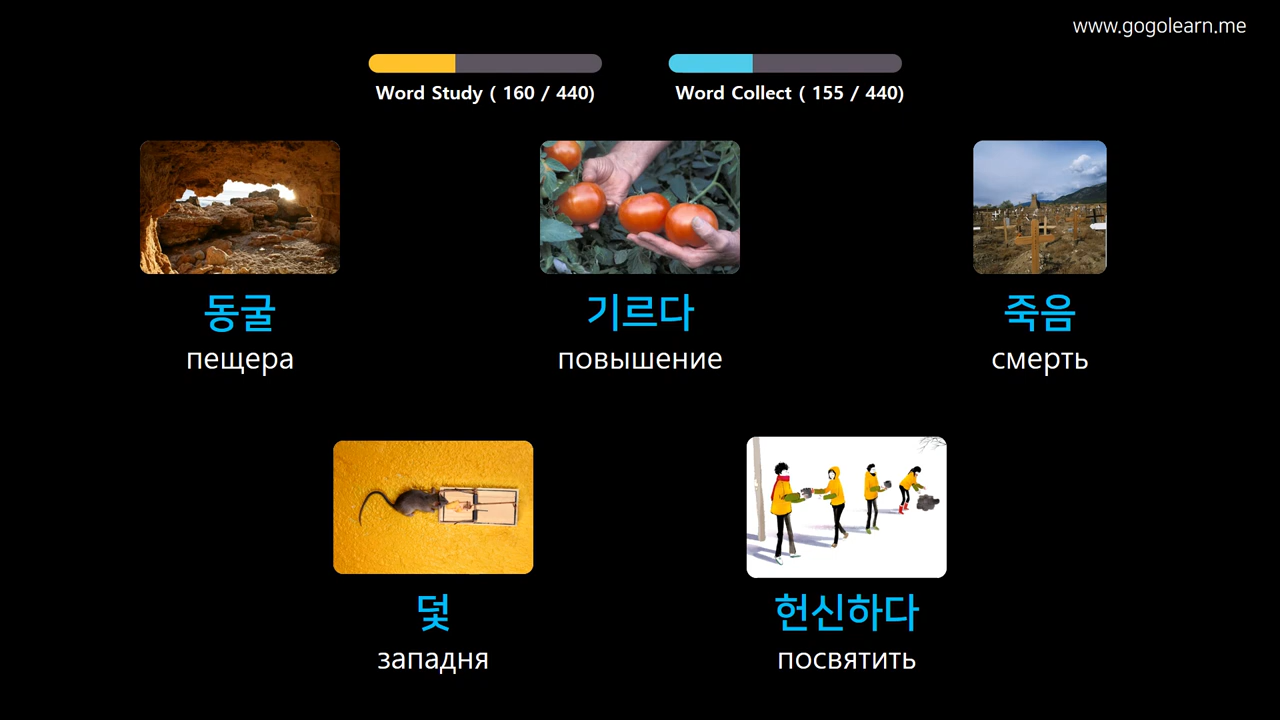 www.gogolearn.me
Word Study ( 160 / 440)
Word Collect ( 155 / 440)
동굴
пещера
기르다
повышение
죽음
смерть
덫
западня
헌신하다
посвятить